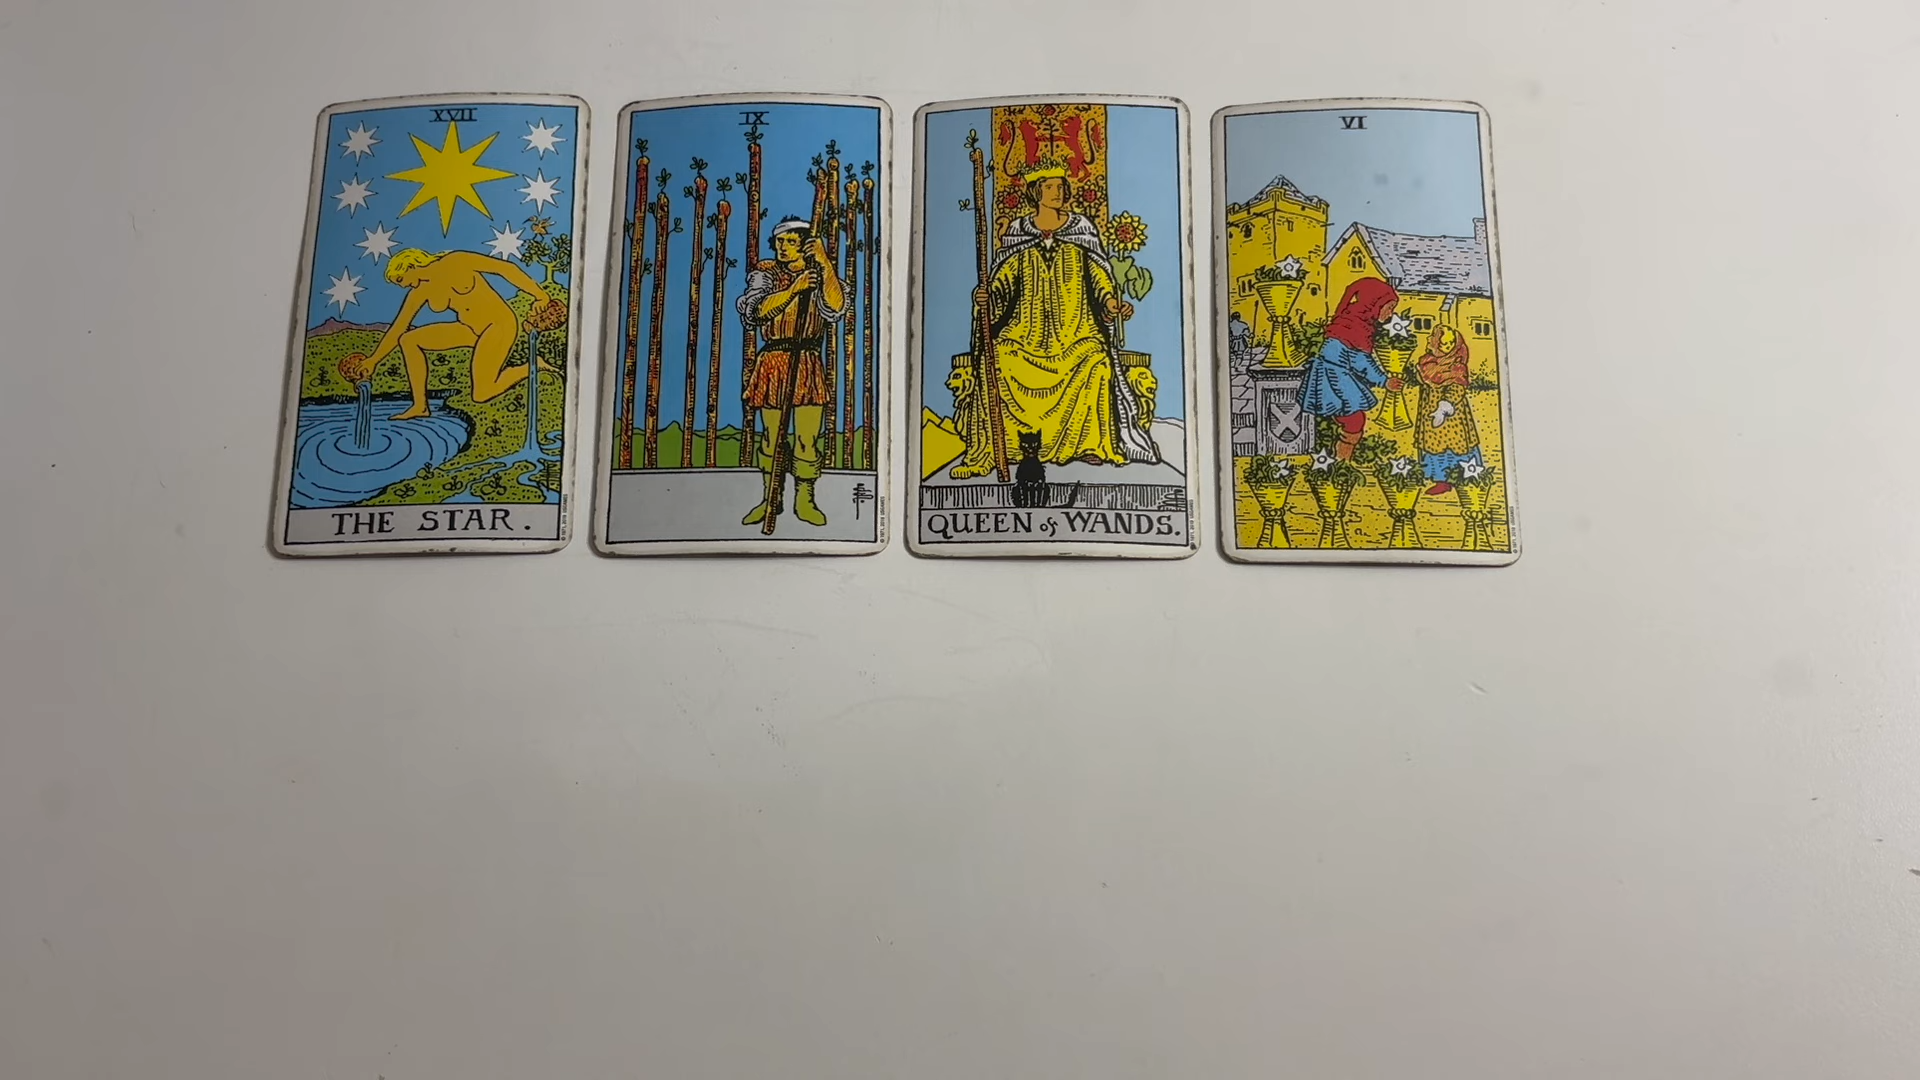 XVII
THE STAR.
IX
QUEEN of WANDS.
VI